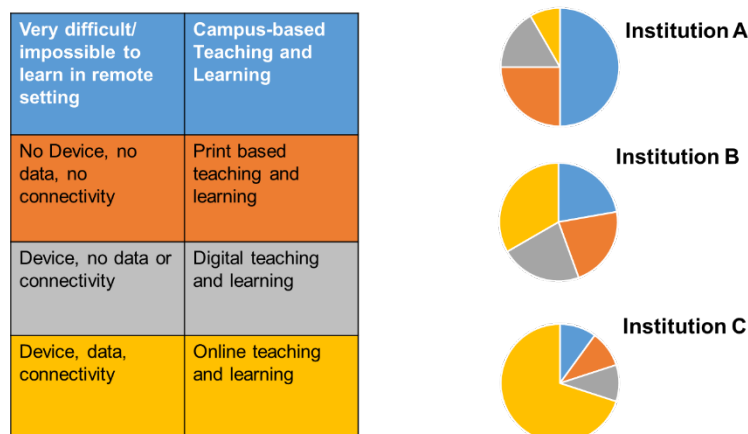 Very difficult/
impossible to
learn in remote
setting
Campus-based
Teaching and
Learning
No Device, no
data, no
connectivity
Print based
teaching and
learning
Device, no data or
connectivity
Digital teaching
and learning
Device, data,
connectivity
Online teaching
and learning
Institution A
Institution B
Institution C